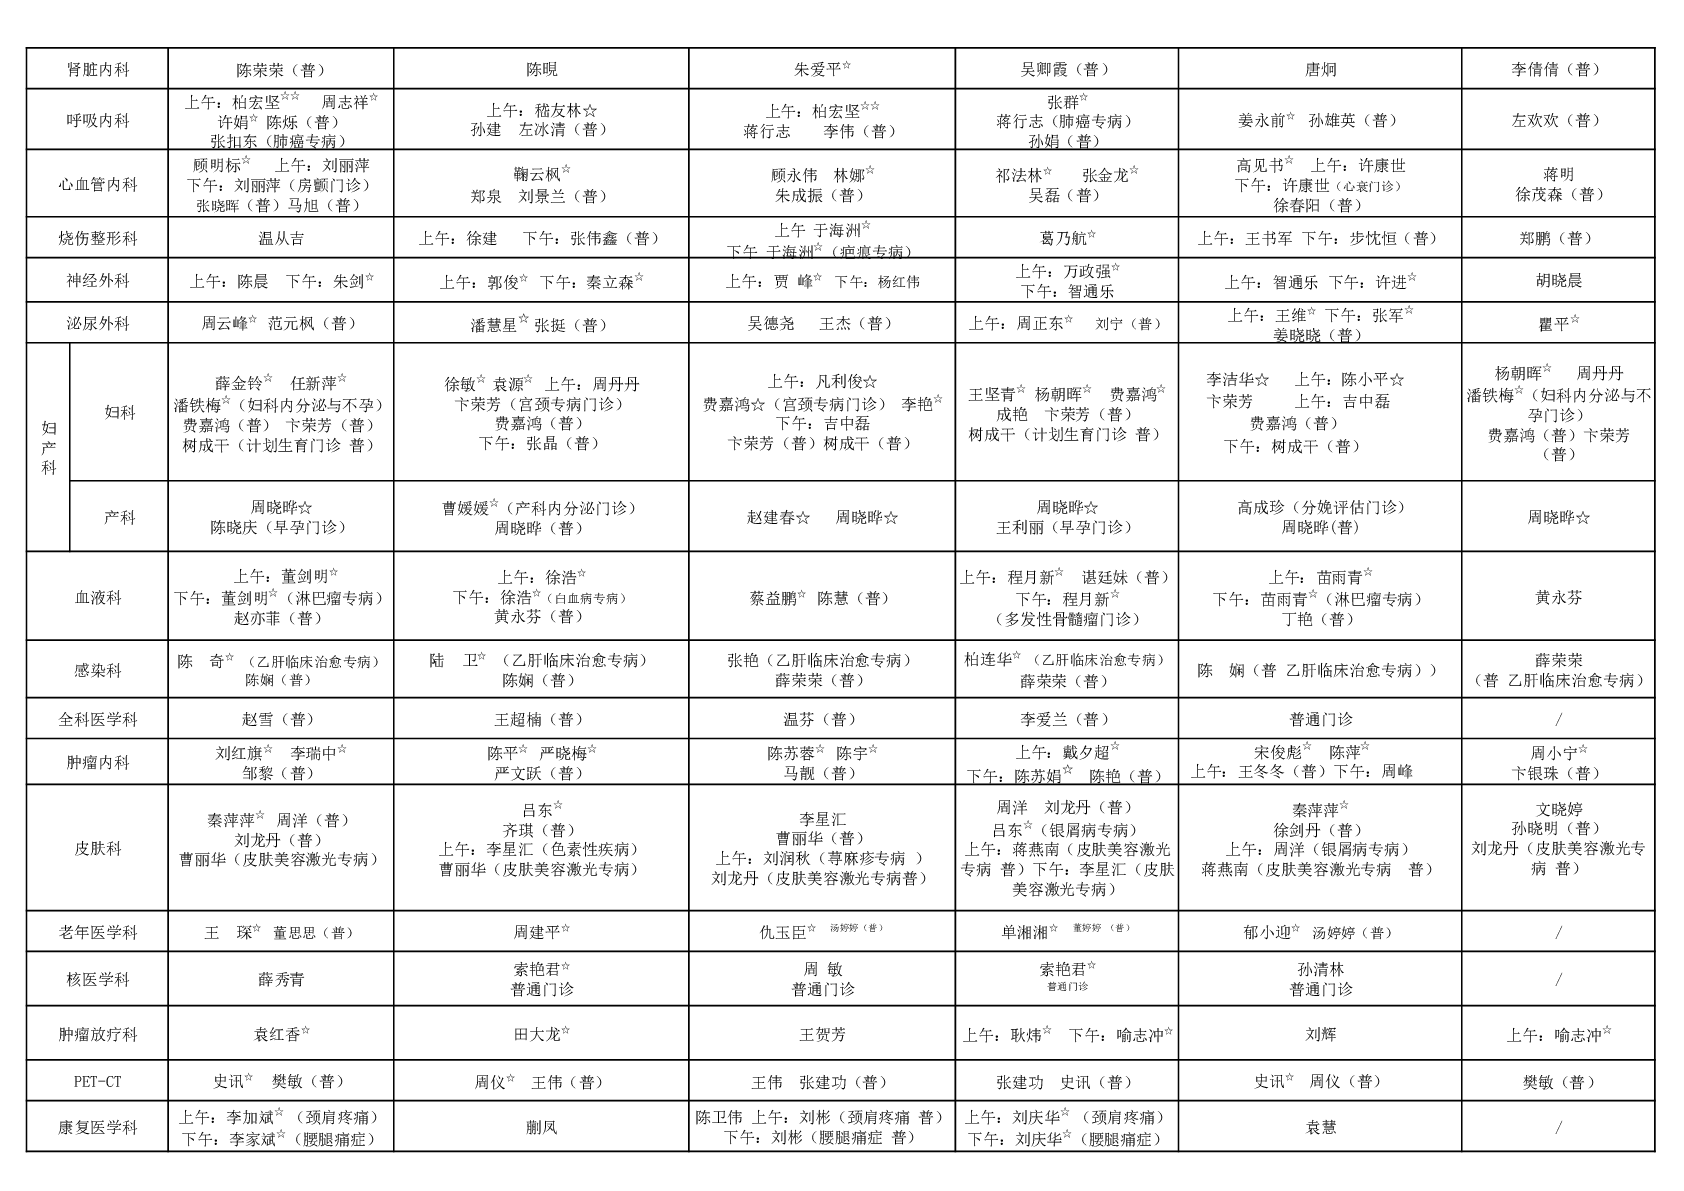 肾脏内科 陈荣荣（普） 陈晛 朱爱平☆ 吴卿霞（普） 唐炯 李倩倩（普）
呼吸内科
上午：柏宏坚☆☆ 周志祥☆
许娟☆ 陈烁（普）
张扣东（肺癌专病）
上午：嵇友林☆
孙建 左冰清（普）
上午：柏宏坚☆☆
蒋行志 李伟（普）
张群☆
蒋行志（肺癌专病）
孙娟（普）
姜永前☆ 孙雄英（普）
左欢欢（普）
心血管内科
顾明标☆ 上午：刘丽萍
下午：刘丽萍（房颤门诊）
张晓晖（普）马旭（普）
鞠云枫☆
郑泉 刘景兰（普）
顾永伟 林娜☆
朱成振（普）
祁法林☆ 张金龙☆
吴磊（普）
高见书☆ 上午：许康世
下午：许康世（心衰门诊）
徐春阳（普）
蒋明
徐茂森（普）
烧伤整形科
温从吉
上午：徐建 下午：张伟鑫（普）
上午 于海洲☆
下午 于海洲☆（疤痕专病）
葛乃航☆
上午：王书军 下午：步忱恒（普）
郑鹏（普）
神经外科
上午：陈晨 下午：朱剑☆
上午：郭俊☆ 下午：秦立森☆
上午：贾 峰☆ 下午：杨红伟
上午：万政强☆
下午：智通乐
上午：智通乐 下午：许进☆
胡晓晨
泌尿外科
周云峰☆ 范元枫（普）
潘慧星☆ 张挺（普）
吴德尧 王杰（普）
上午：周正东☆ 刘宁（普）
上午：王维☆ 下午：张军☆
姜晓晓（普）
瞿平☆
妇产科
妇科
薛金铃☆ 任新萍☆
潘铁梅☆（妇科内分泌与不孕）
费嘉鸿（普） 卞荣芳（普）
树成干（计划生育门诊 普）
徐敏☆ 袁源☆ 上午：周丹丹
卞荣芳（宫颈专病门诊）
费嘉鸿（普）
下午：张晶（普）
上午：凡利俊☆
费嘉鸿☆（宫颈专病门诊） 李艳☆
下午：吉中磊
卞荣芳（普）树成干（普）
王坚青☆ 杨朝晖☆ 费嘉鸿☆
成艳 卞荣芳（普）
树成干（计划生育门诊 普）
李洁华☆ 上午：陈小平☆
卞荣芳 上午：吉中磊
费嘉鸿（普）
下午：树成干（普）
杨朝晖☆ 周丹丹
潘铁梅☆（妇科内分泌与不
孕门诊）
费嘉鸿（普）卞荣芳
（普）
产科
周晓晔☆
陈晓庆（早孕门诊）
曹媛媛☆（产科内分泌门诊）
周晓晔（普）
赵建春☆ 周晓晔☆
周晓晔☆
王利丽（早孕门诊）
高成珍（分娩评估门诊）
周晓晔(普)
周晓晔☆
血液科
上午：董剑明☆
下午：董剑明☆（淋巴瘤专病）
赵亦菲（普）
上午：徐浩☆
下午：徐浩☆（白血病专病）
黄永芬（普）
蔡益鹏☆ 陈慧（普）
上午：程月新☆ 谌廷妹（普）
下午：程月新☆
（多发性骨髓瘤门诊）
上午：苗雨青☆
下午：苗雨青☆（淋巴瘤专病）
丁艳（普）
黄永芬
感染科
陈 奇☆ （乙肝临床治愈专病）
陈娴（普）
陆 卫☆ （乙肝临床治愈专病）
陈娴（普）
张艳（乙肝临床治愈专病）
薛荣荣（普）
柏连华☆ （乙肝临床治愈专病）
薛荣荣（普）
陈 娴（普 乙肝临床治愈专病））
薛荣荣
（普 乙肝临床治愈专病）
全科医学科 赵雪（普） 王超楠（普） 温芬（普） 李爱兰（普） 普通门诊 /
肿瘤内科
刘红旗☆ 李瑞中☆
邹黎（普）
陈平☆ 严晓梅☆
严文跃（普）
陈苏蓉☆ 陈宇☆
马靓（普）
上午：戴夕超☆
下午：陈苏娟☆ 陈艳（普）
宋俊彪☆ 陈萍☆
上午：王冬冬（普）下午：周峰
周小宁☆
卞银珠（普）
皮肤科
秦萍萍☆ 周洋（普）
刘龙丹（普）
曹丽华（皮肤美容激光专病）
吕东☆
齐琪（普）
上午：李星汇（色素性疾病）
曹丽华（皮肤美容激光专病）
李星汇
曹丽华（普）
上午：刘润秋（荨麻疹专病 ）
刘龙丹（皮肤美容激光专病普）
周洋 刘龙丹（普）
吕东☆（银屑病专病）
上午：蒋燕南（皮肤美容激光
专病 普）下午：李星汇（皮肤
美容激光专病）
秦萍萍☆
徐剑丹（普）
上午：周洋（银屑病专病）
蒋燕南（皮肤美容激光专病 普）
文晓婷
孙晓明（普）
刘龙丹（皮肤美容激光专
病 普）
老年医学科 王 琛☆ 董思思（普） 周建平☆ 仇玉臣☆ 汤婷婷（普） 单湘湘☆ 董婷婷 （普） 郁小迎☆ 汤婷婷（普） /
核医学科
薛秀青
索艳君☆
普通门诊
周 敏
普通门诊
索艳君☆
普通门诊
孙清林
普通门诊
/
肿瘤放疗科 袁红香☆ 田大龙☆ 王贺芳 上午：耿炜☆ 下午：喻志冲☆ 刘辉 上午：喻志冲☆
PET-CT 史讯☆ 樊敏（普） 周仪☆ 王伟（普） 王伟 张建功（普） 张建功 史讯（普） 史讯☆ 周仪（普） 樊敏（普）
康复医学科
上午：李加斌☆ （颈肩疼痛）
下午：李家斌☆（腰腿痛症）
蒯凤
陈卫伟 上午：刘彬（颈肩疼痛 普）
下午：刘彬（腰腿痛症 普）
上午：刘庆华☆ （颈肩疼痛）
下午：刘庆华☆（腰腿痛症）
袁慧
/